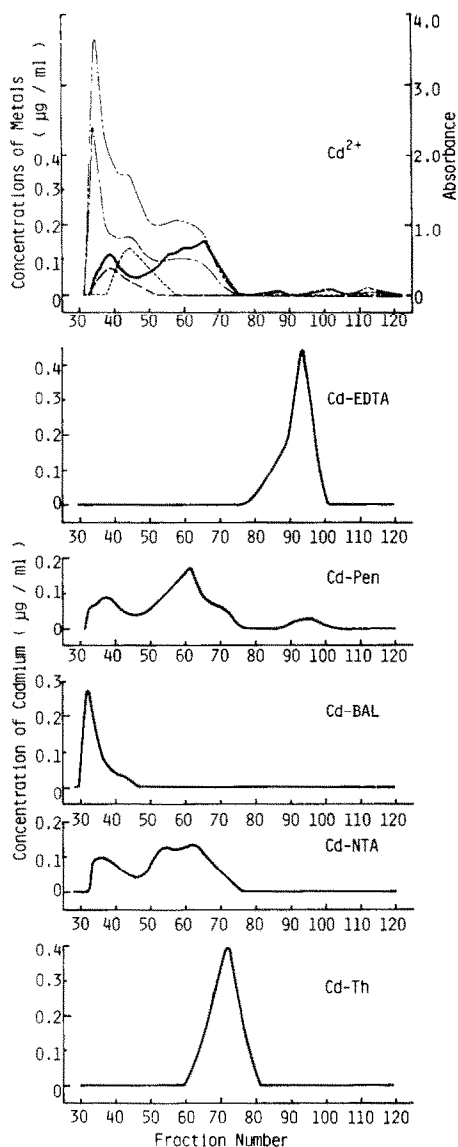 4.0
3.0
2.0
1.0
0
Absorbance
Concentrations of Metals
( μg / ml )
0.4
0.3
0.2
0.1
0
Cd2+
30 40 50 60 70 80 90 100 110 120
0.4
0.3
0.2
0.1
0
Cd-EDTA
30 40 50 60 70 80 90 100 110 120
0.2
0.1
0
Cd-Pen
30 40 50 60 70 80 90 100 110 120
Concentration of Cadmium ( μg / ml )
0.3
0.2
0.1
0
Cd-BAL
30 40 50 60 70 80 90 100 110 120
0.2
0.1
0
Cd-NTA
30 40 50 60 70 80 90 100 110 120
0.4
0.3
0.2
0.1
0
Cd-Th
30 40 50 60 70 80 90 100 110 120
Fraction Number